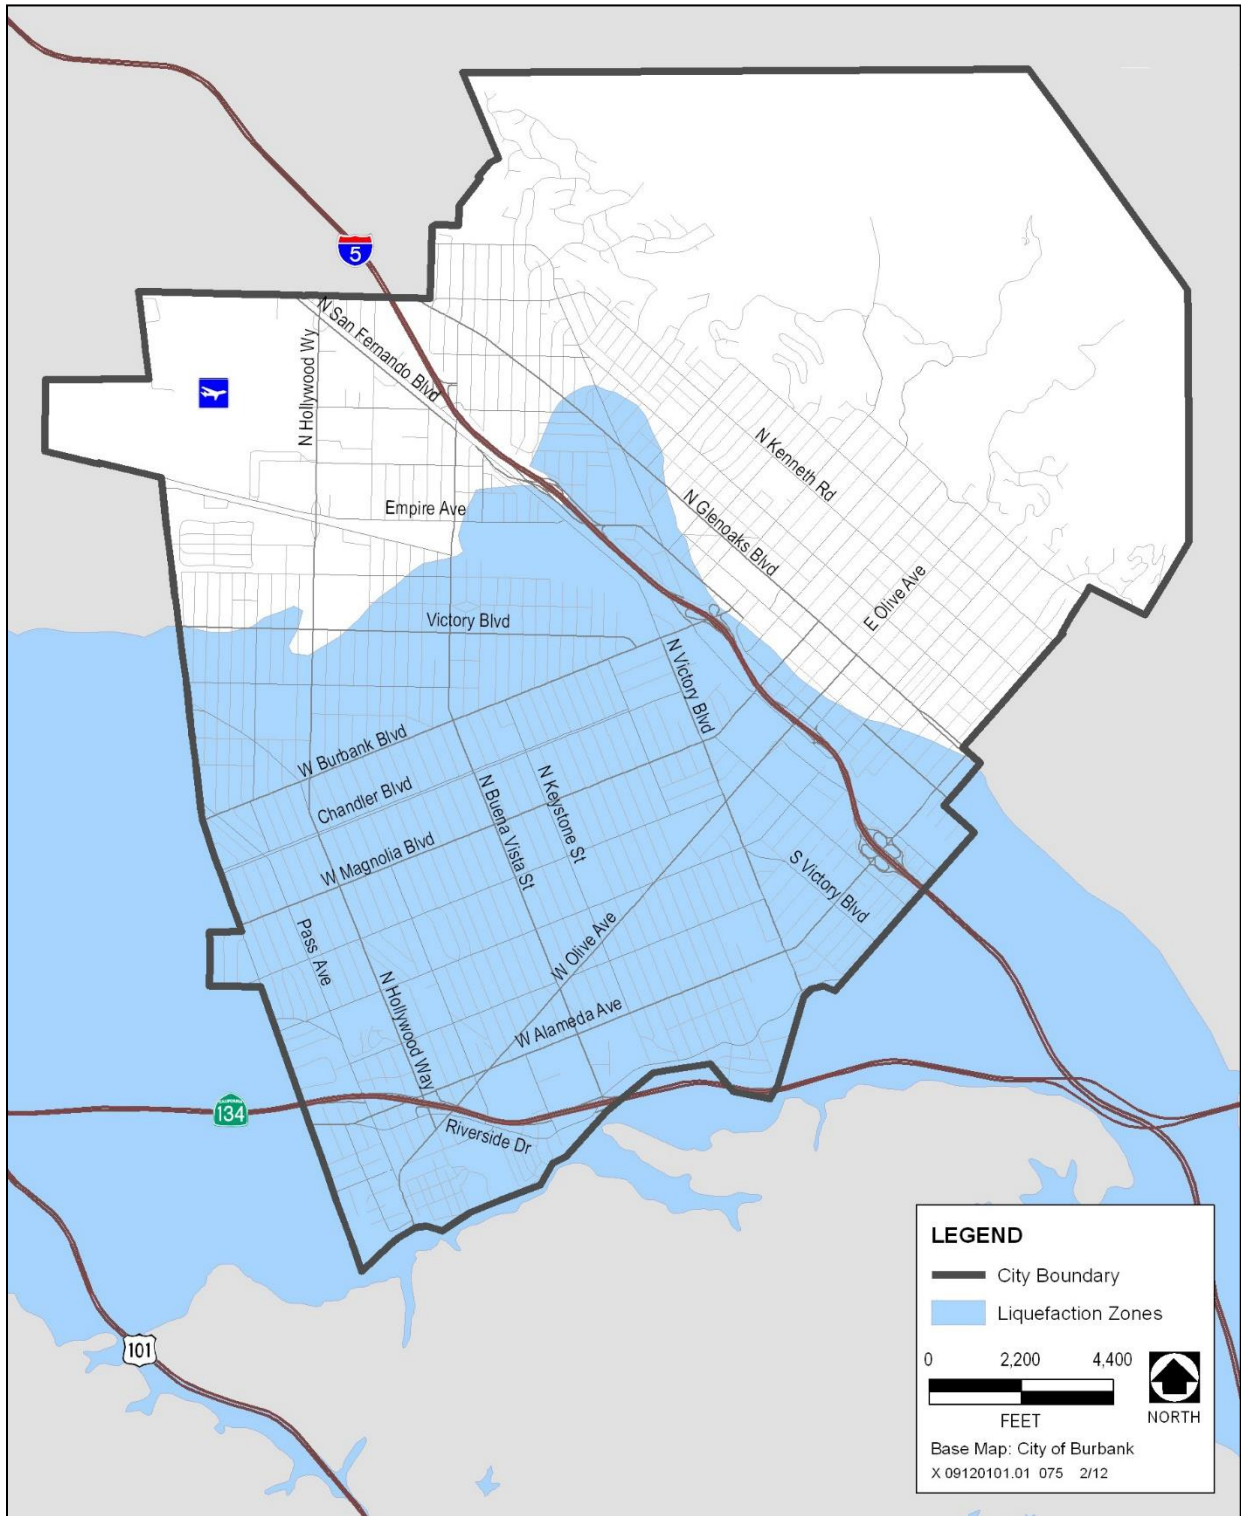 5
N San Fernando Blvd
N Hollywood Wy
N Kenneth Rd
N Glenoaks Blvd
Empire Ave
E Olive Ave
Victory Blvd
N Victory Blvd
W Burbank Blvd
Chandler Blvd
N Buena Vista St
N Keystone St
W Magnolia Blvd
S Victory Blvd
Pass Ave
W Olive Ave
N Hollywood Way
W Alameda Ave
CALIFORNIA
134
Riverside Dr
101
LEGEND
City Boundary
Liquefaction Zones
0 2,200 4,400
FEET
NORTH
Base Map: City of Burbank
X 09120101.01 075 2/12